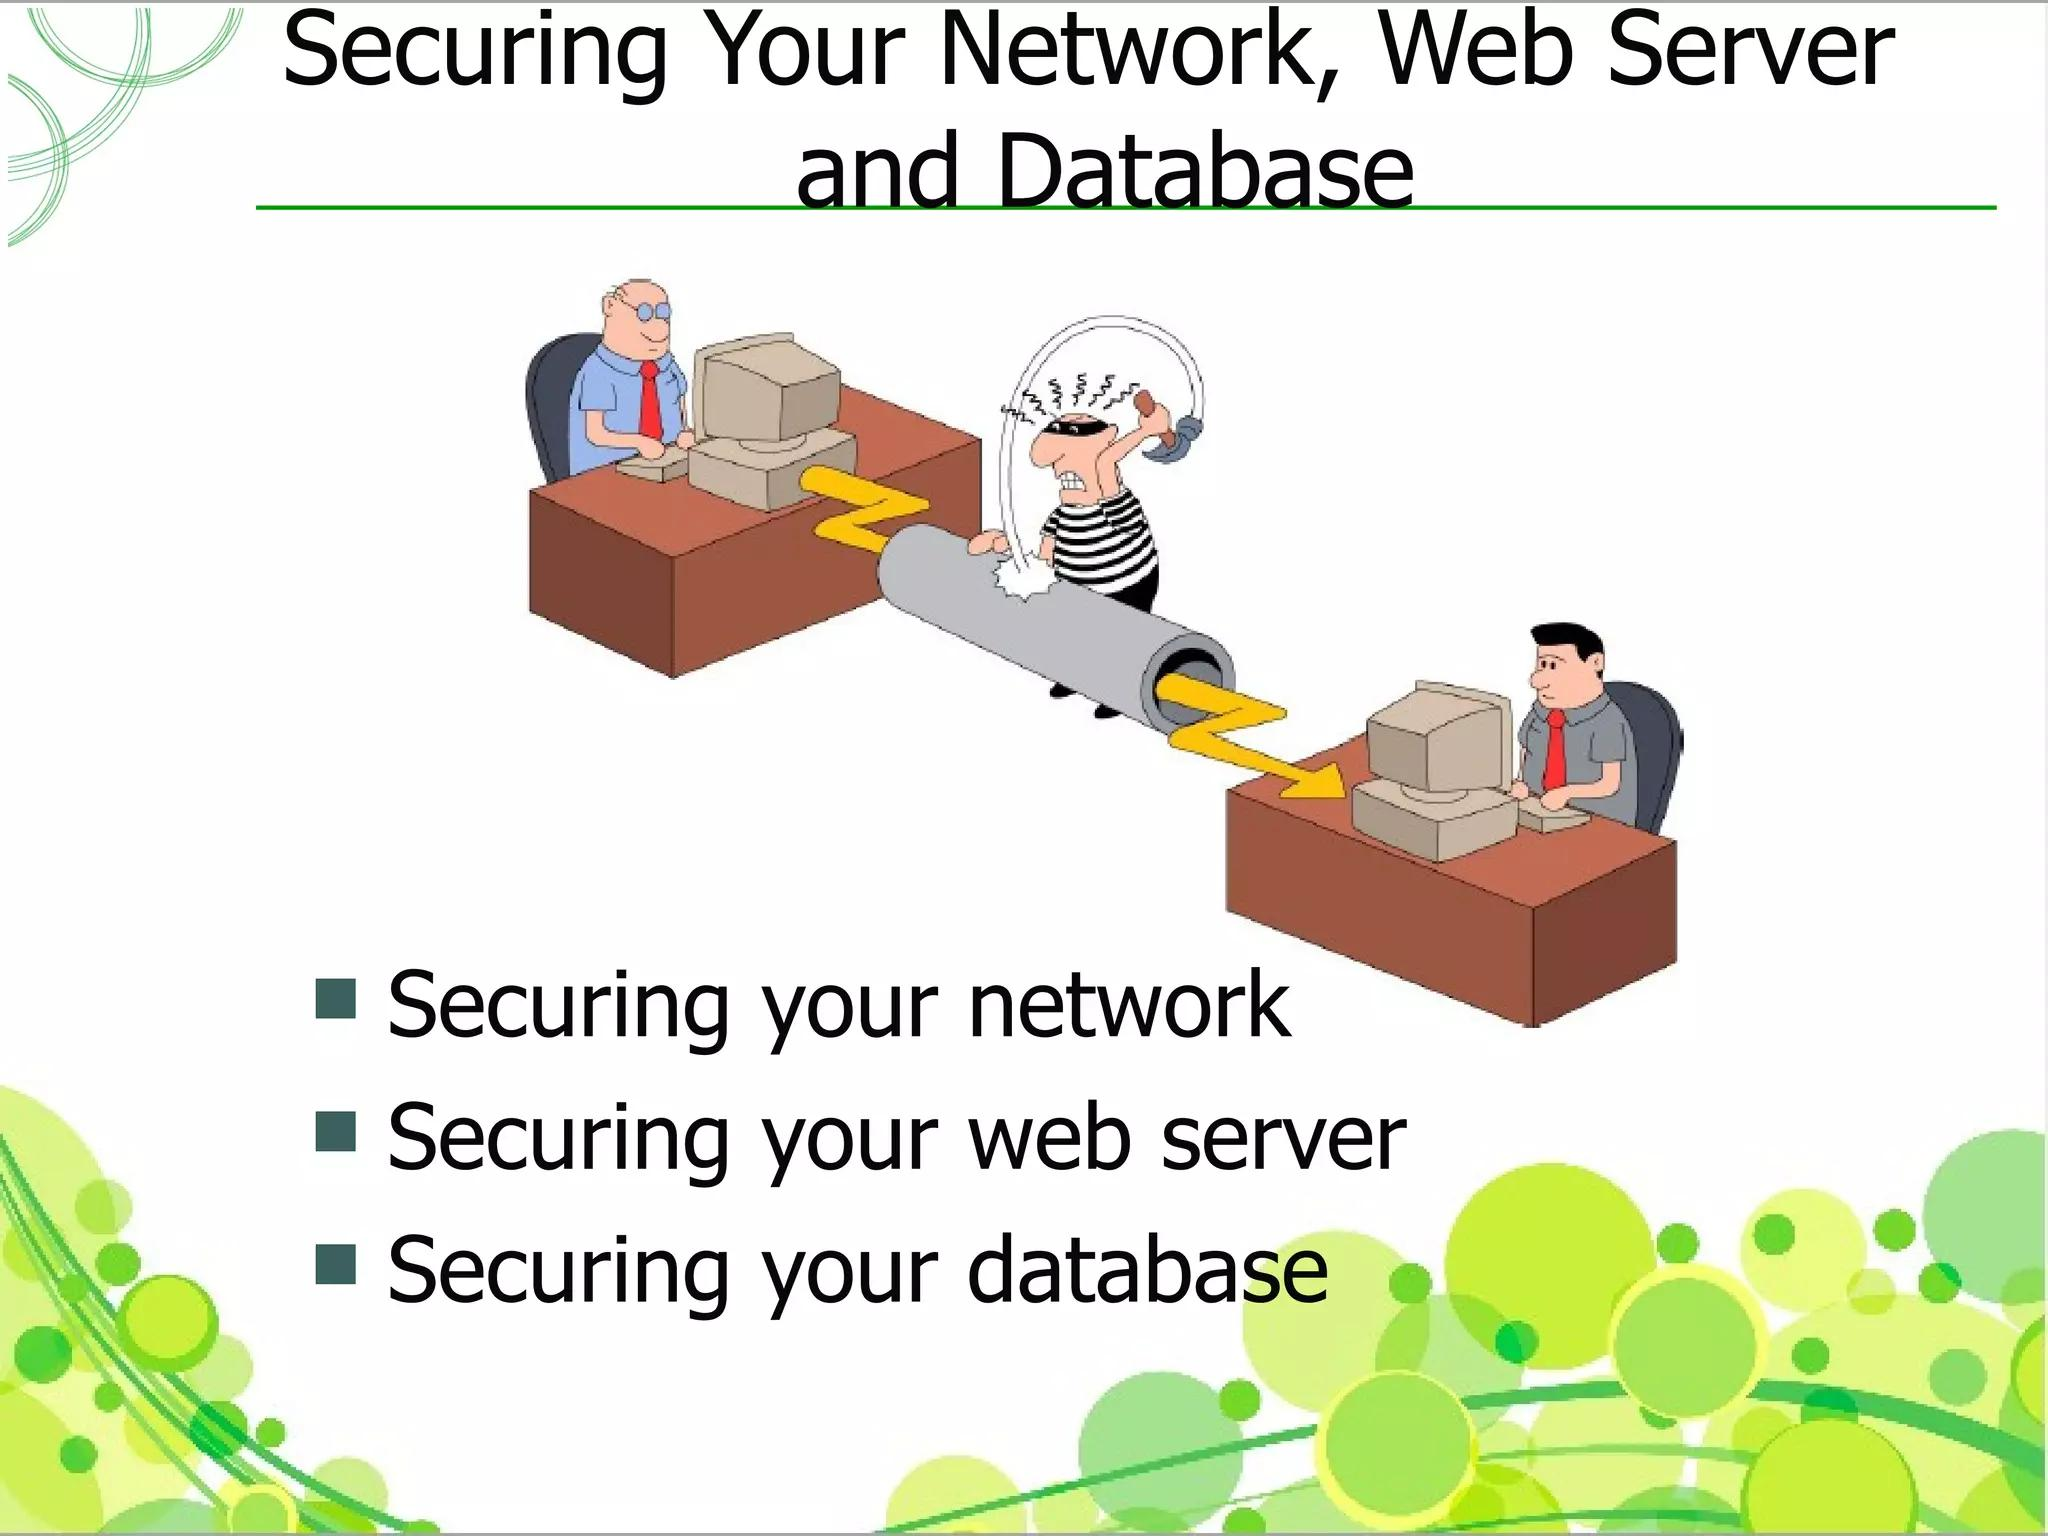 Securing Your Network, Web Server
and Database
Securing your network
Securing your web server
Securing your database